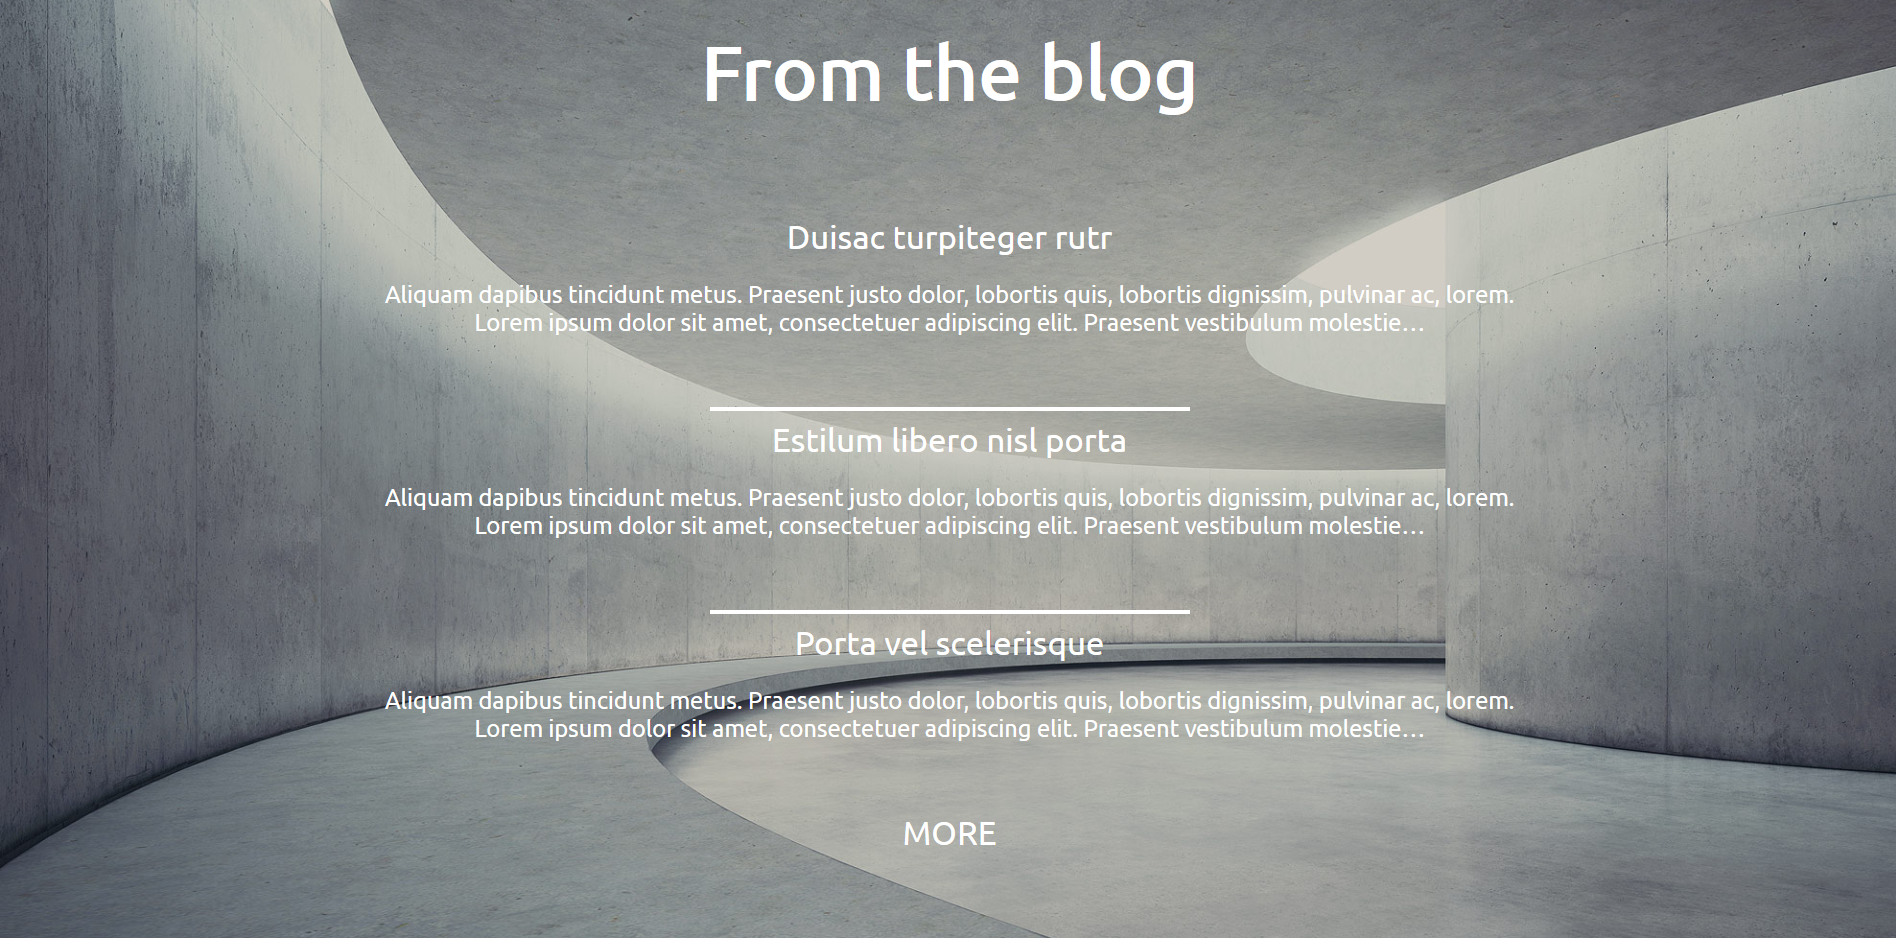 From the blog
Duisac turpiteger rutr
Aliquam dapibus tincidunt metus. Praesent justo dolor, lobortis quis, lobortis dignissim, pulvinar ac, lorem.
Lorem ipsum dolor sit amet, consectetuer adipiscing elit. Praesent vestibulum molestie…
Estilum libero nisl porta
Aliquam dapibus tincidunt metus. Praesent justo dolor, lobortis quis, lobortis dignissim, pulvinar ac, lorem.
Lorem ipsum dolor sit amet, consectetuer adipiscing elit. Praesent vestibulum molestie…
Porta vel scelerisque
Aliquam dapibus tincidunt metus. Praesent justo dolor, lobortis quis, lobortis dignissim, pulvinar ac, lorem.
Lorem ipsum dolor sit amet, consectetuer adipiscing elit. Praesent vestibulum molestie…
MORE